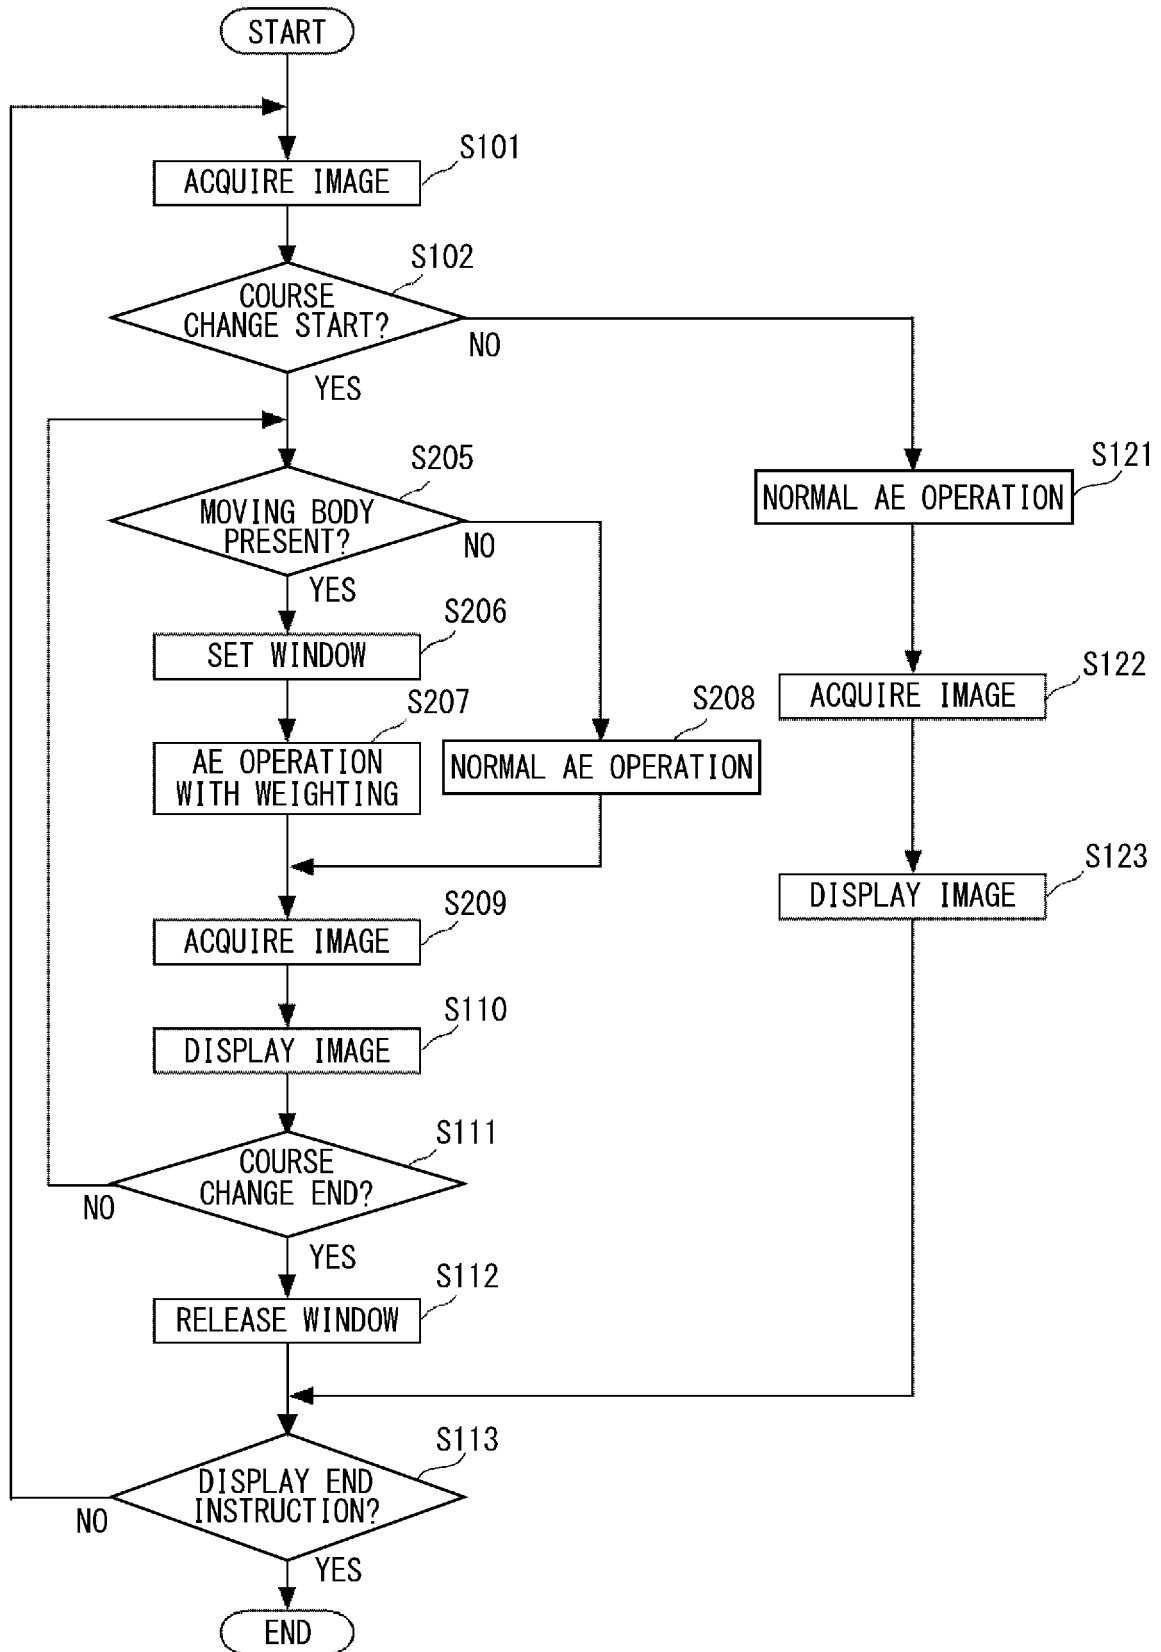 START
S101
ACQUIRE IMAGE
S102
COURSE
CHANGE START?
NO
YES
S205
MOVING BODY
PRESENT?
NO
YES
S121
NORMAL AE OPERATION
S206
SET WINDOW
S207
AE OPERATION
WITH WEIGHTING
S208
NORMAL AE OPERATION
S122
ACQUIRE IMAGE
S123
DISPLAY IMAGE
S209
ACQUIRE IMAGE
S110
DISPLAY IMAGE
S111
COURSE
CHANGE END?
NO
YES
S112
RELEASE WINDOW
S113
DISPLAY END
INSTRUCTION?
NO
YES
END